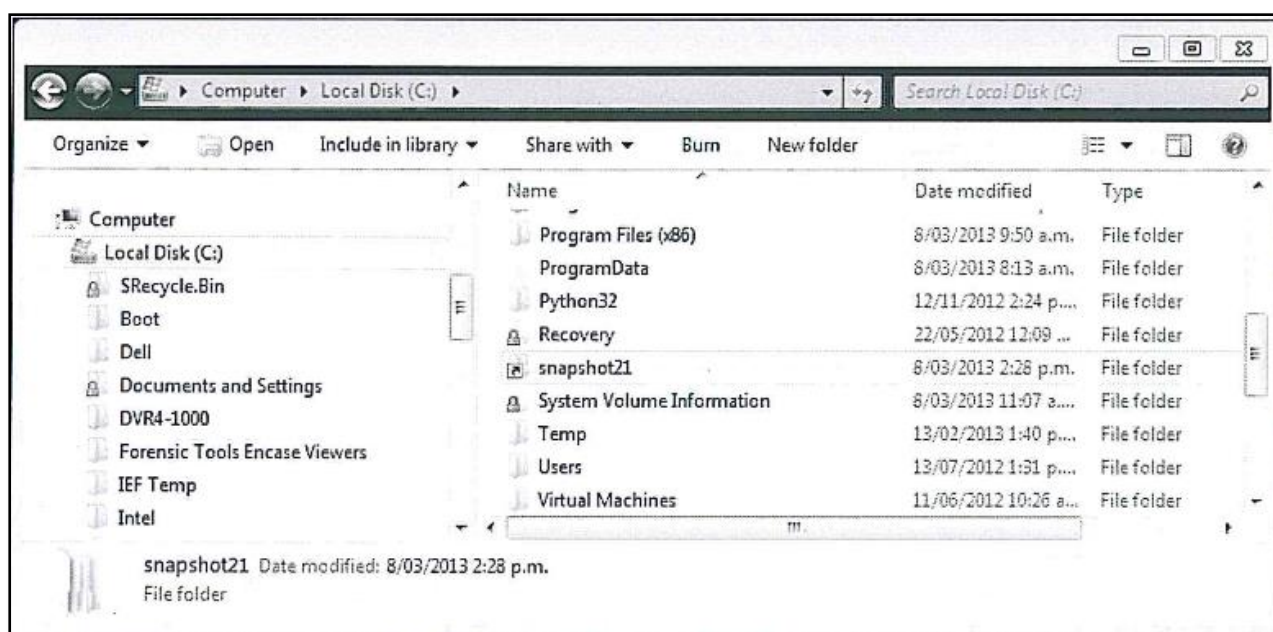 Computer ▸ Local Disk (C:) ▸ Search Local Disk (C:)
Organize ▾ Open Include in library ▾ Share with ▾ Burn New folder
Name Date modified Type
Computer
Local Disk (C:)
SRecycle.Bin
Boot
Dell
Documents and Settings
DVR4-1000
Forensic Tools Encase Viewers
IEF Temp
Intel
Program Files (x86) 8/03/2013 9:50 a.m. File folder
ProgramData 8/03/2013 8:13 a.m. File folder
Python32 12/11/2012 2:24 p.... File folder
Recovery 22/05/2012 12:09 ... File folder
snapshot21 8/03/2013 2:28 p.m. File folder
System Volume Information 8/03/2013 11:07 a.... File folder
Temp 13/02/2013 1:40 p.... File folder
Users 13/07/2012 1:31 p.... File folder
Virtual Machines 11/06/2012 10:26 a... File folder
snapshot21 Date modified: 8/03/2013 2:28 p.m.
File folder